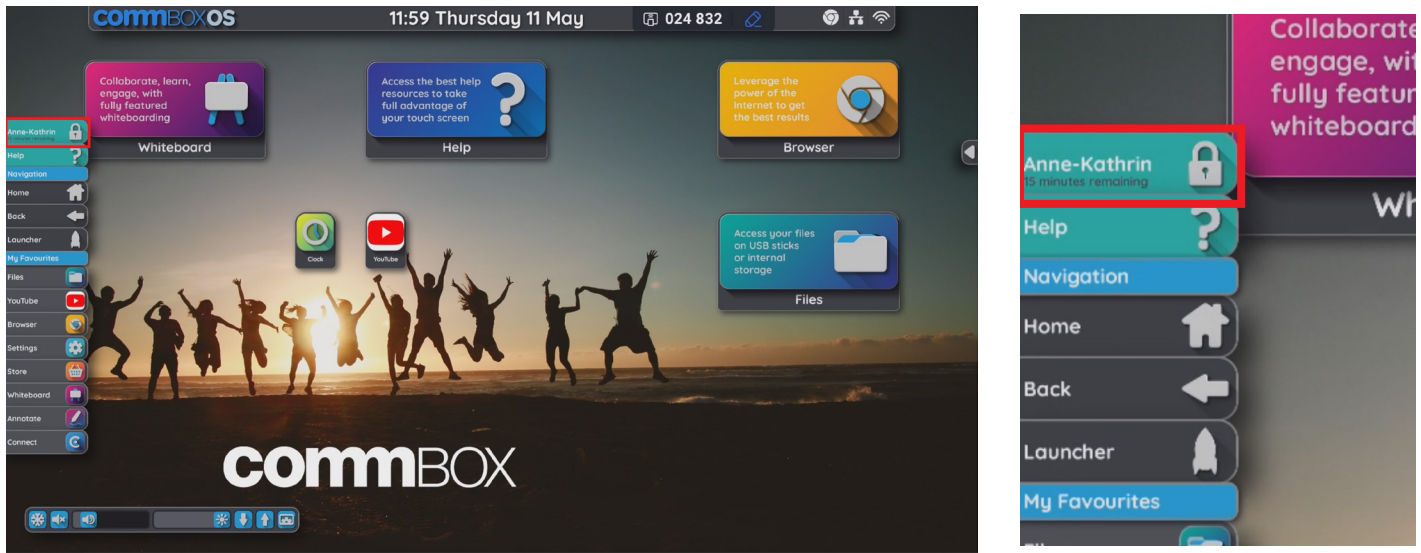 commBOXOS
11:59 Thursday 11 May
024 832
Collaborate, learn,
engage, with
fully featured
whiteboarding
Whiteboard
Access the best help
resources to take
full advantage of
your touch screen
Help
Leverage the
power of the
Internet to get
the best results
Browser
Clock
YouTube
Access your files
on USB sticks
or internal
storage
Files
Anne-Kathrin
Help
Navigation
Home
Back
Launcher
My Favourites
Files
YouTube
Browser
Settings
Store
Whiteboard
Annotate
Connect
commBOX
Collaborate
engage, wit
fully featur
whiteboard
Wh
Anne-Kathrin
15 minutes remaining
Help
Navigation
Home
Back
Launcher
My Favourites